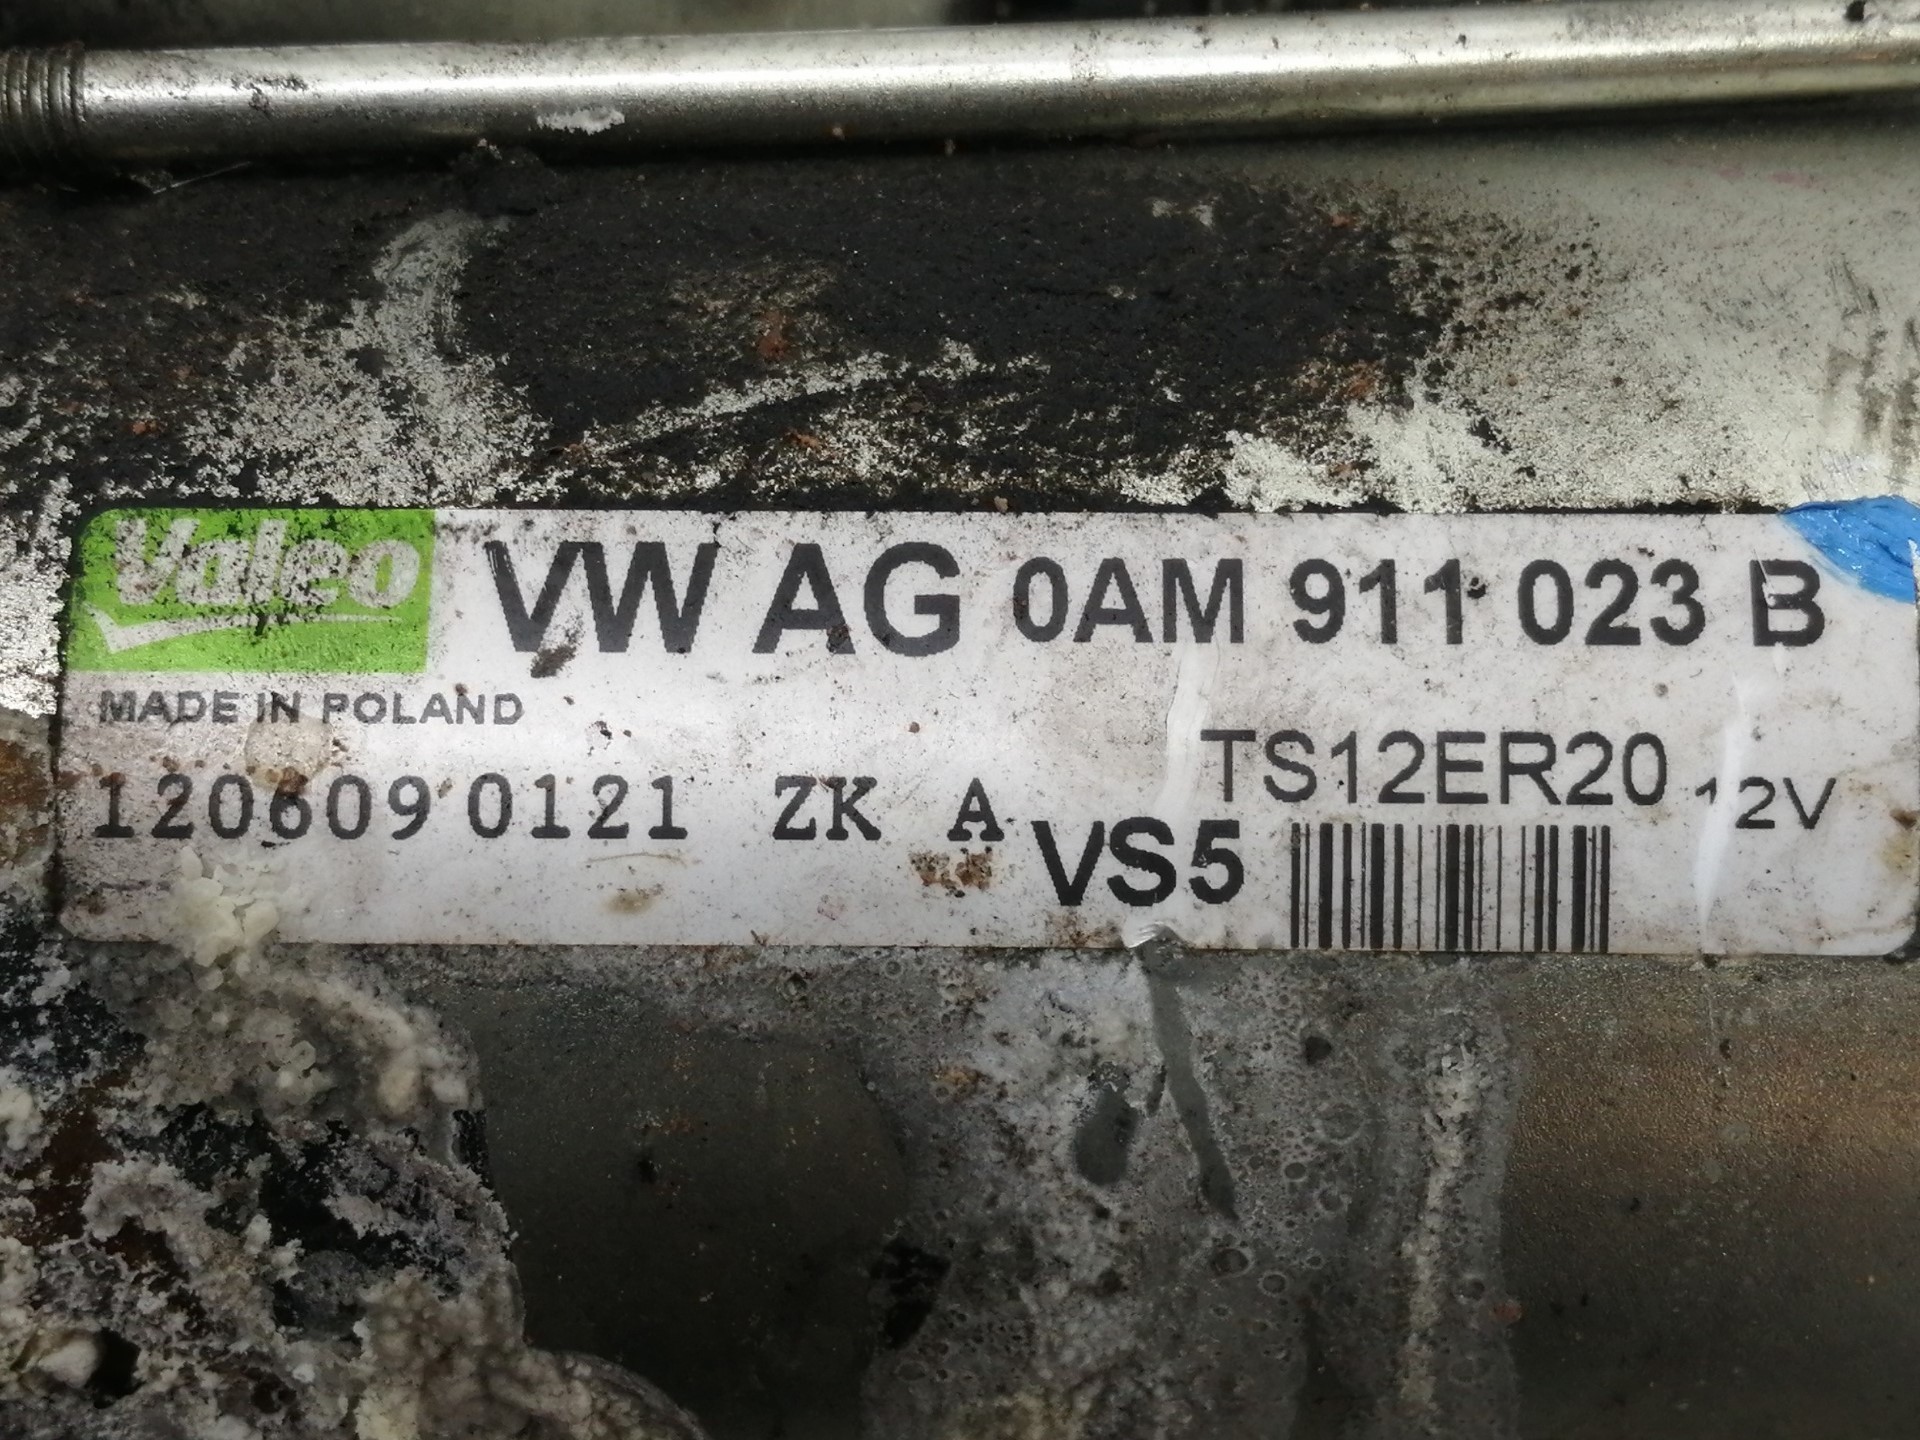 Valeo VW AG 0AM 911 023 B
MADE IN POLAND
TS12ER20 12V
120609 0121 ZK A
VS5